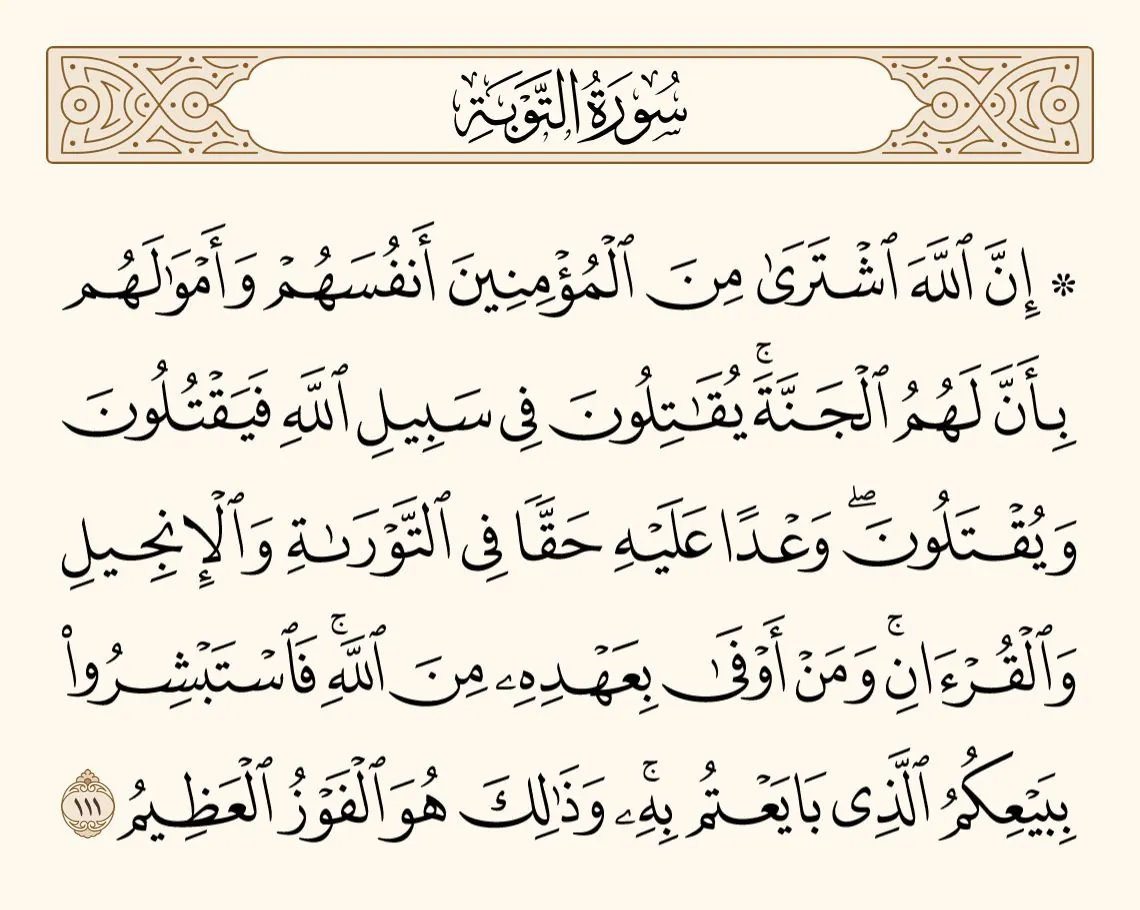 سُورَةُ التَّوۡبَةِ
۞ إِنَّ ٱللَّهَ ٱشۡتَرَىٰ مِنَ ٱلۡمُؤۡمِنِينَ أَنفُسَهُمۡ وَأَمۡوَٰلَهُم
بِأَنَّ لَهُمُ ٱلۡجَنَّةَۚ يُقَٰتِلُونَ فِي سَبِيلِ ٱللَّهِ فَيَقۡتُلُونَ
وَيُقۡتَلُونَۖ وَعۡدًا عَلَيۡهِ حَقّٗا فِي ٱلتَّوۡرَىٰةِ وَٱلۡإِنجِيلِ
وَٱلۡقُرۡءَانِۚ وَمَنۡ أَوۡفَىٰ بِعَهۡدِهِۦ مِنَ ٱللَّهِۚ فَٱسۡتَبۡشِرُواْ
بِبَيۡعِكُمُ ٱلَّذِي بَايَعۡتُم بِهِۦۚ وَذَٰلِكَ هُوَ ٱلۡفَوۡزُ ٱلۡعَظِيمُ ١١١